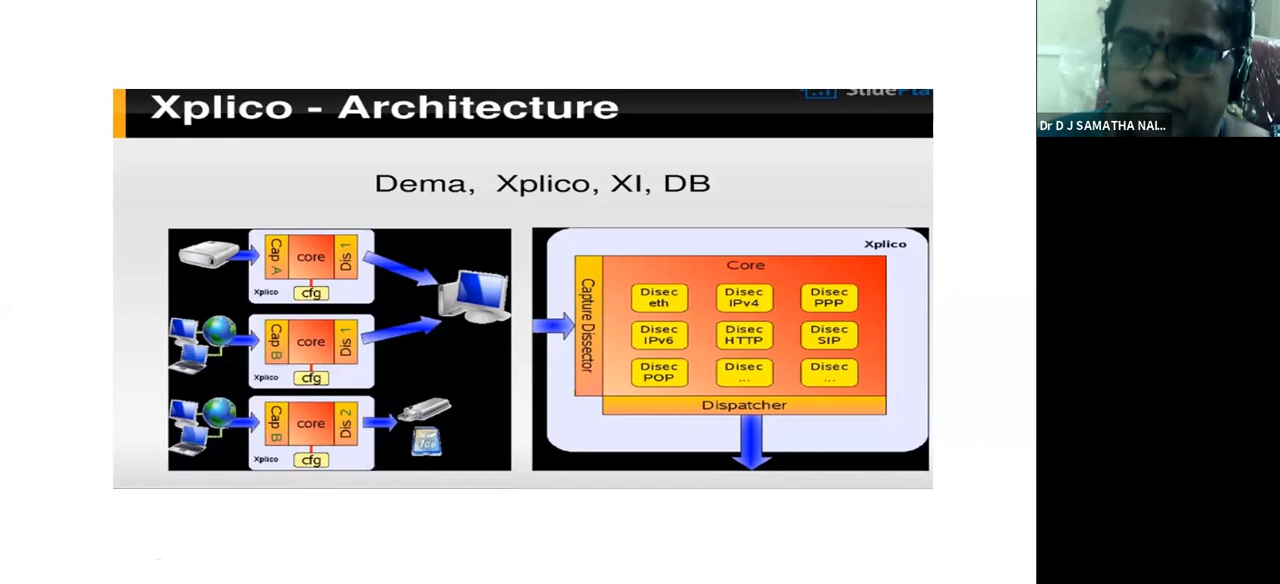 Xplico - Architecture
Dema, Xplico, XI, DB
Cap A
core
Dis 1
Xplico
cfg
Cap B
core
Dis 1
Xplico
cfg
Cap B
core
Dis 2
Xplico
cfg
1GB
Xplico
Core
Capture Dissector
Disec
eth
Disec
IPv4
Disec
PPP
Disec
IPv6
Disec
HTTP
Disec
SIP
Disec
POP
Disec
...
Disec
...
Dispatcher
Dr D J SAMATHA NAI...